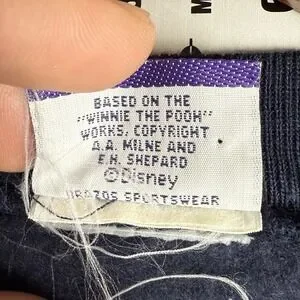 BASED ON THE
"WINNIE THE POOH"
WORKS, COPYRIGHT
A.A. MILNE AND
E.H. SHEPARD
©Disney
BRAZOS SPORTSWEAR